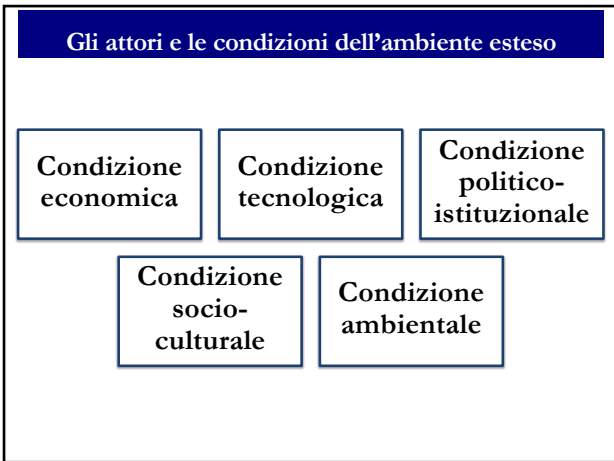 Gli attori e le condizioni dell’ambiente esteso
Condizione
economica
Condizione
tecnologica
Condizione
politico-
istituzionale
Condizione
socio-
culturale
Condizione
ambientale